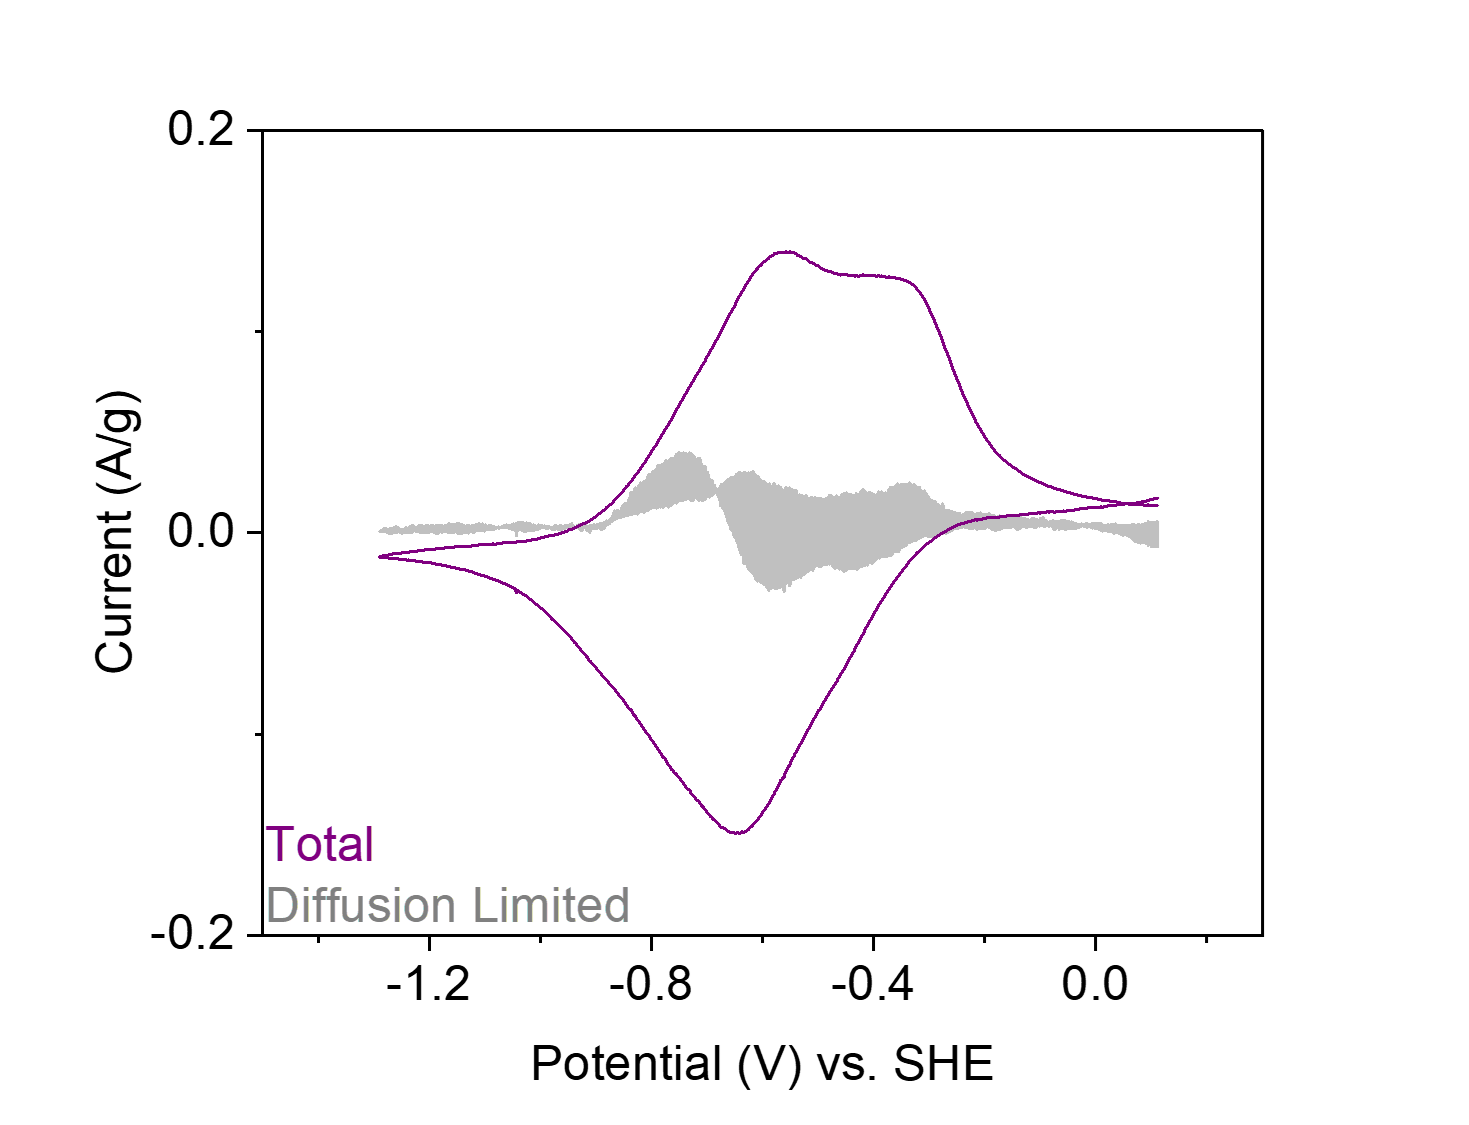 0.2
0.0
-0.2
Current (A/g)
Total
Diffusion Limited
-1.2 -0.8 -0.4 0.0
Potential (V) vs. SHE